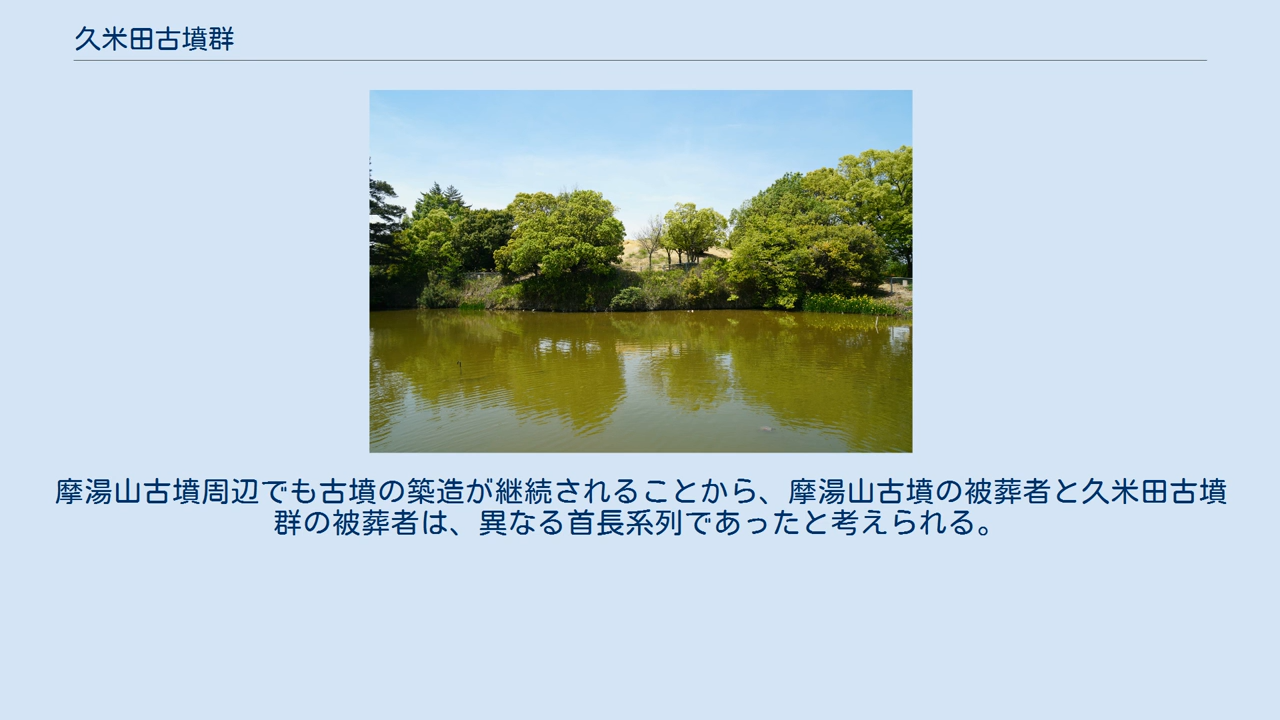 久米田古墳群
摩湯山古墳周辺でも古墳の築造が継続されることから、摩湯山古墳の被葬者と久米田古墳
群の被葬者は、異なる首長系列であったと考えられる。